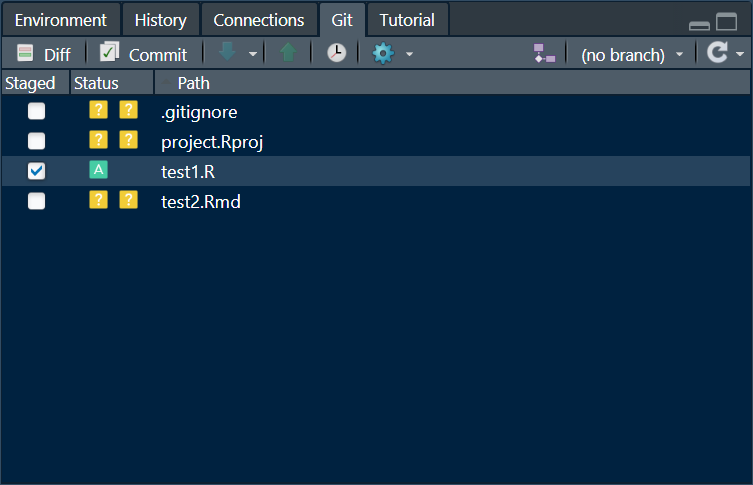 Environment History Connections Git Tutorial
Diff Commit (no branch)
Staged Status Path
? ? .gitignore
? ? project.Rproj
A test1.R
? ? test2.Rmd